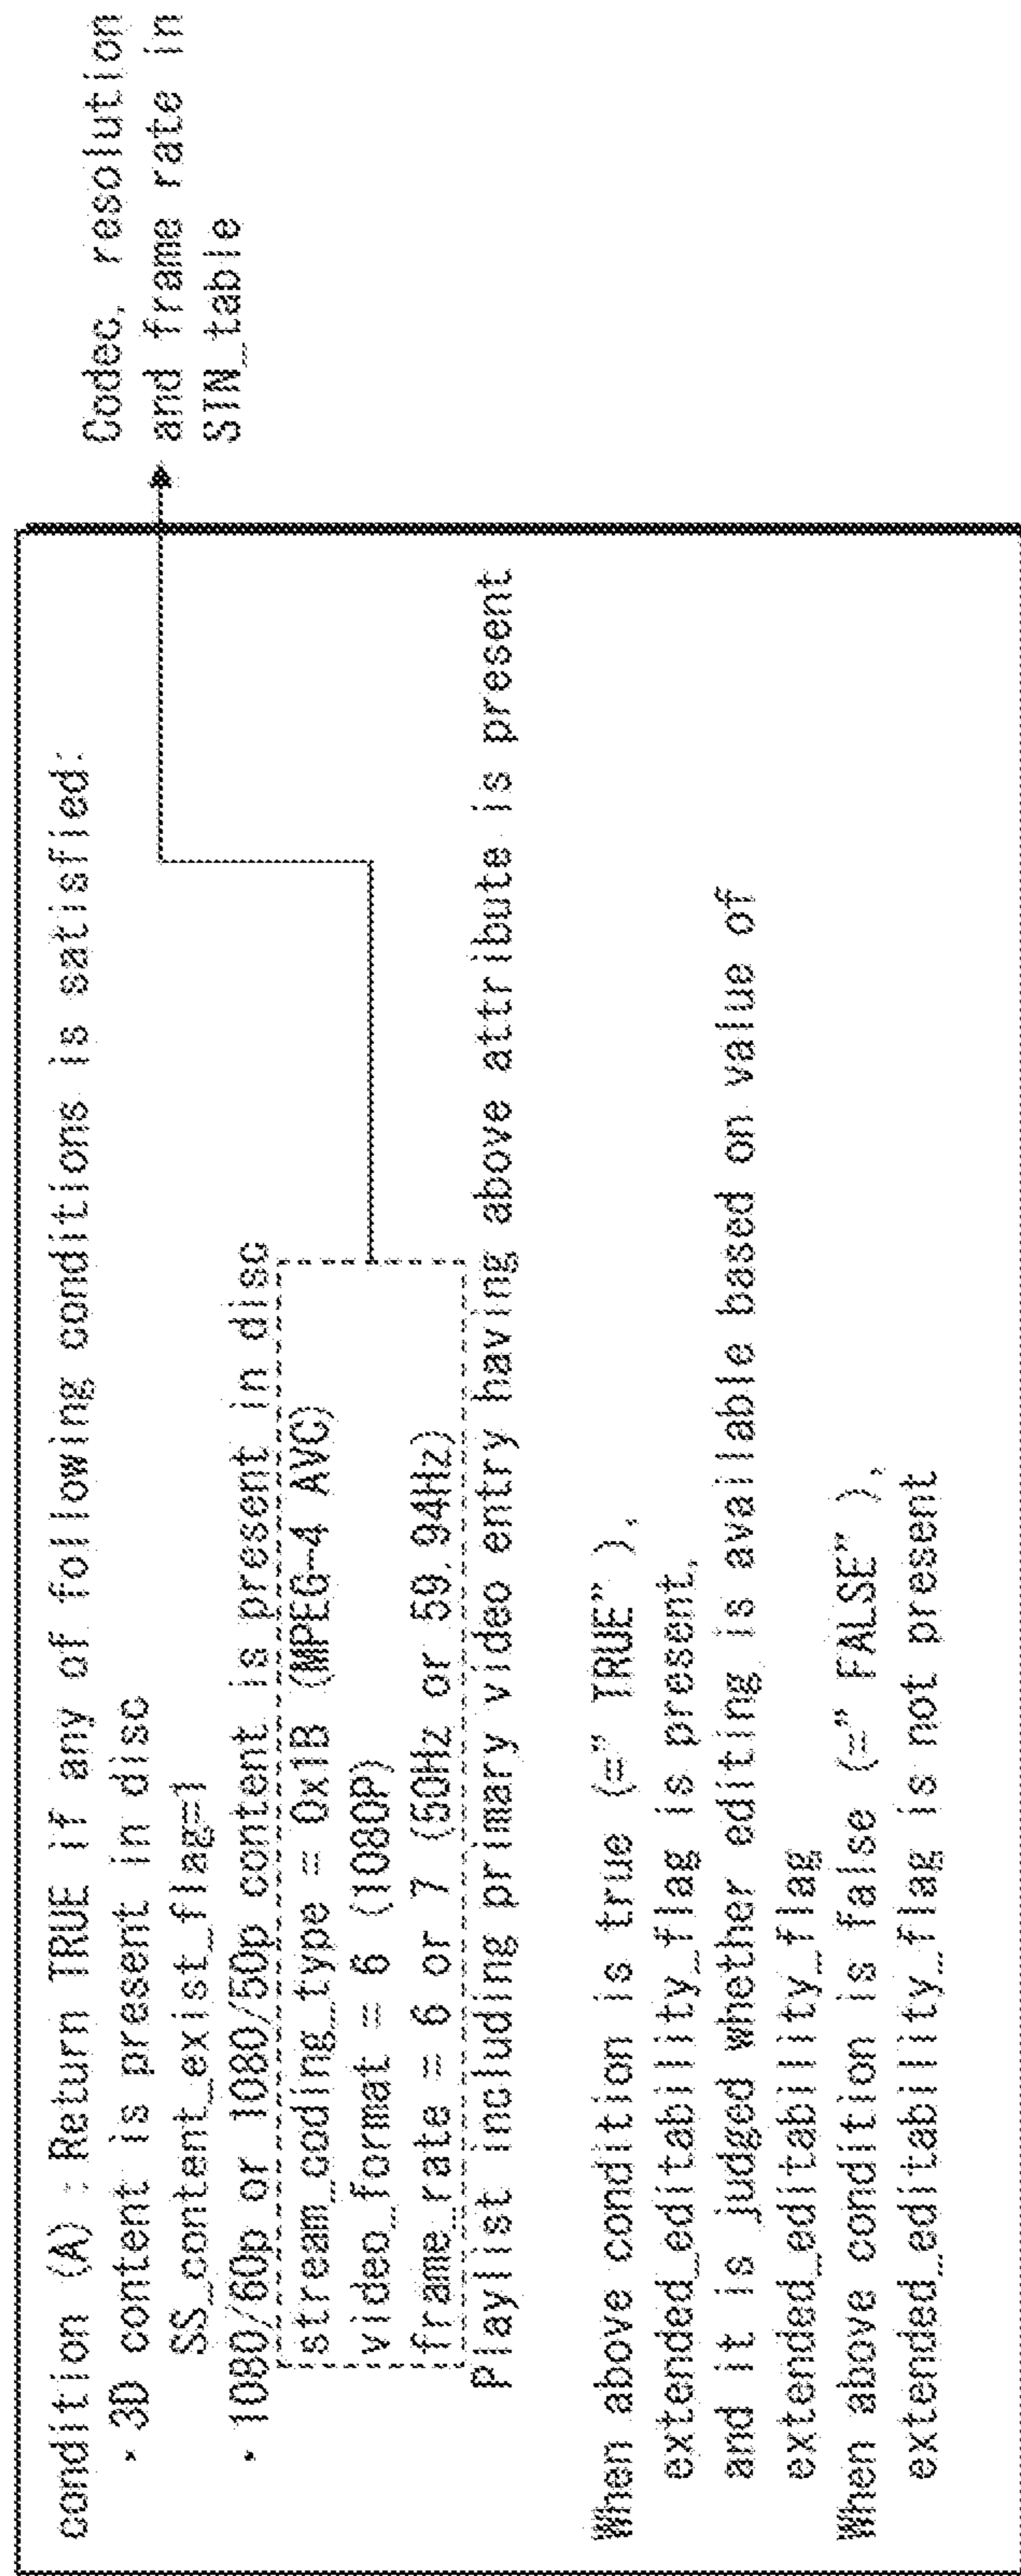 condition (A) : Return TRUE if any of following conditions is satisfied:
・3D content is present in disc
SS_content_exist_flag=1
・1080/60p or 1080/50p content is present in disc
stream_coding_type = 0x1B (MPEG-4 AVC)
video_format = 6 (1080P)
frame_rate = 6 or 7 (50Hz or 59.94Hz)
Playlist including primary video entry having above attribute is present
When above condition is true (=" TRUE" ),
extended_editability_flag is present,
and it is judged whether editing is available based on value of
extended_editability_flag
When above condition is false (=" FALSE" ),
extended_editability_flag is not present
Codec, resolution
and frame rate in
STN_table